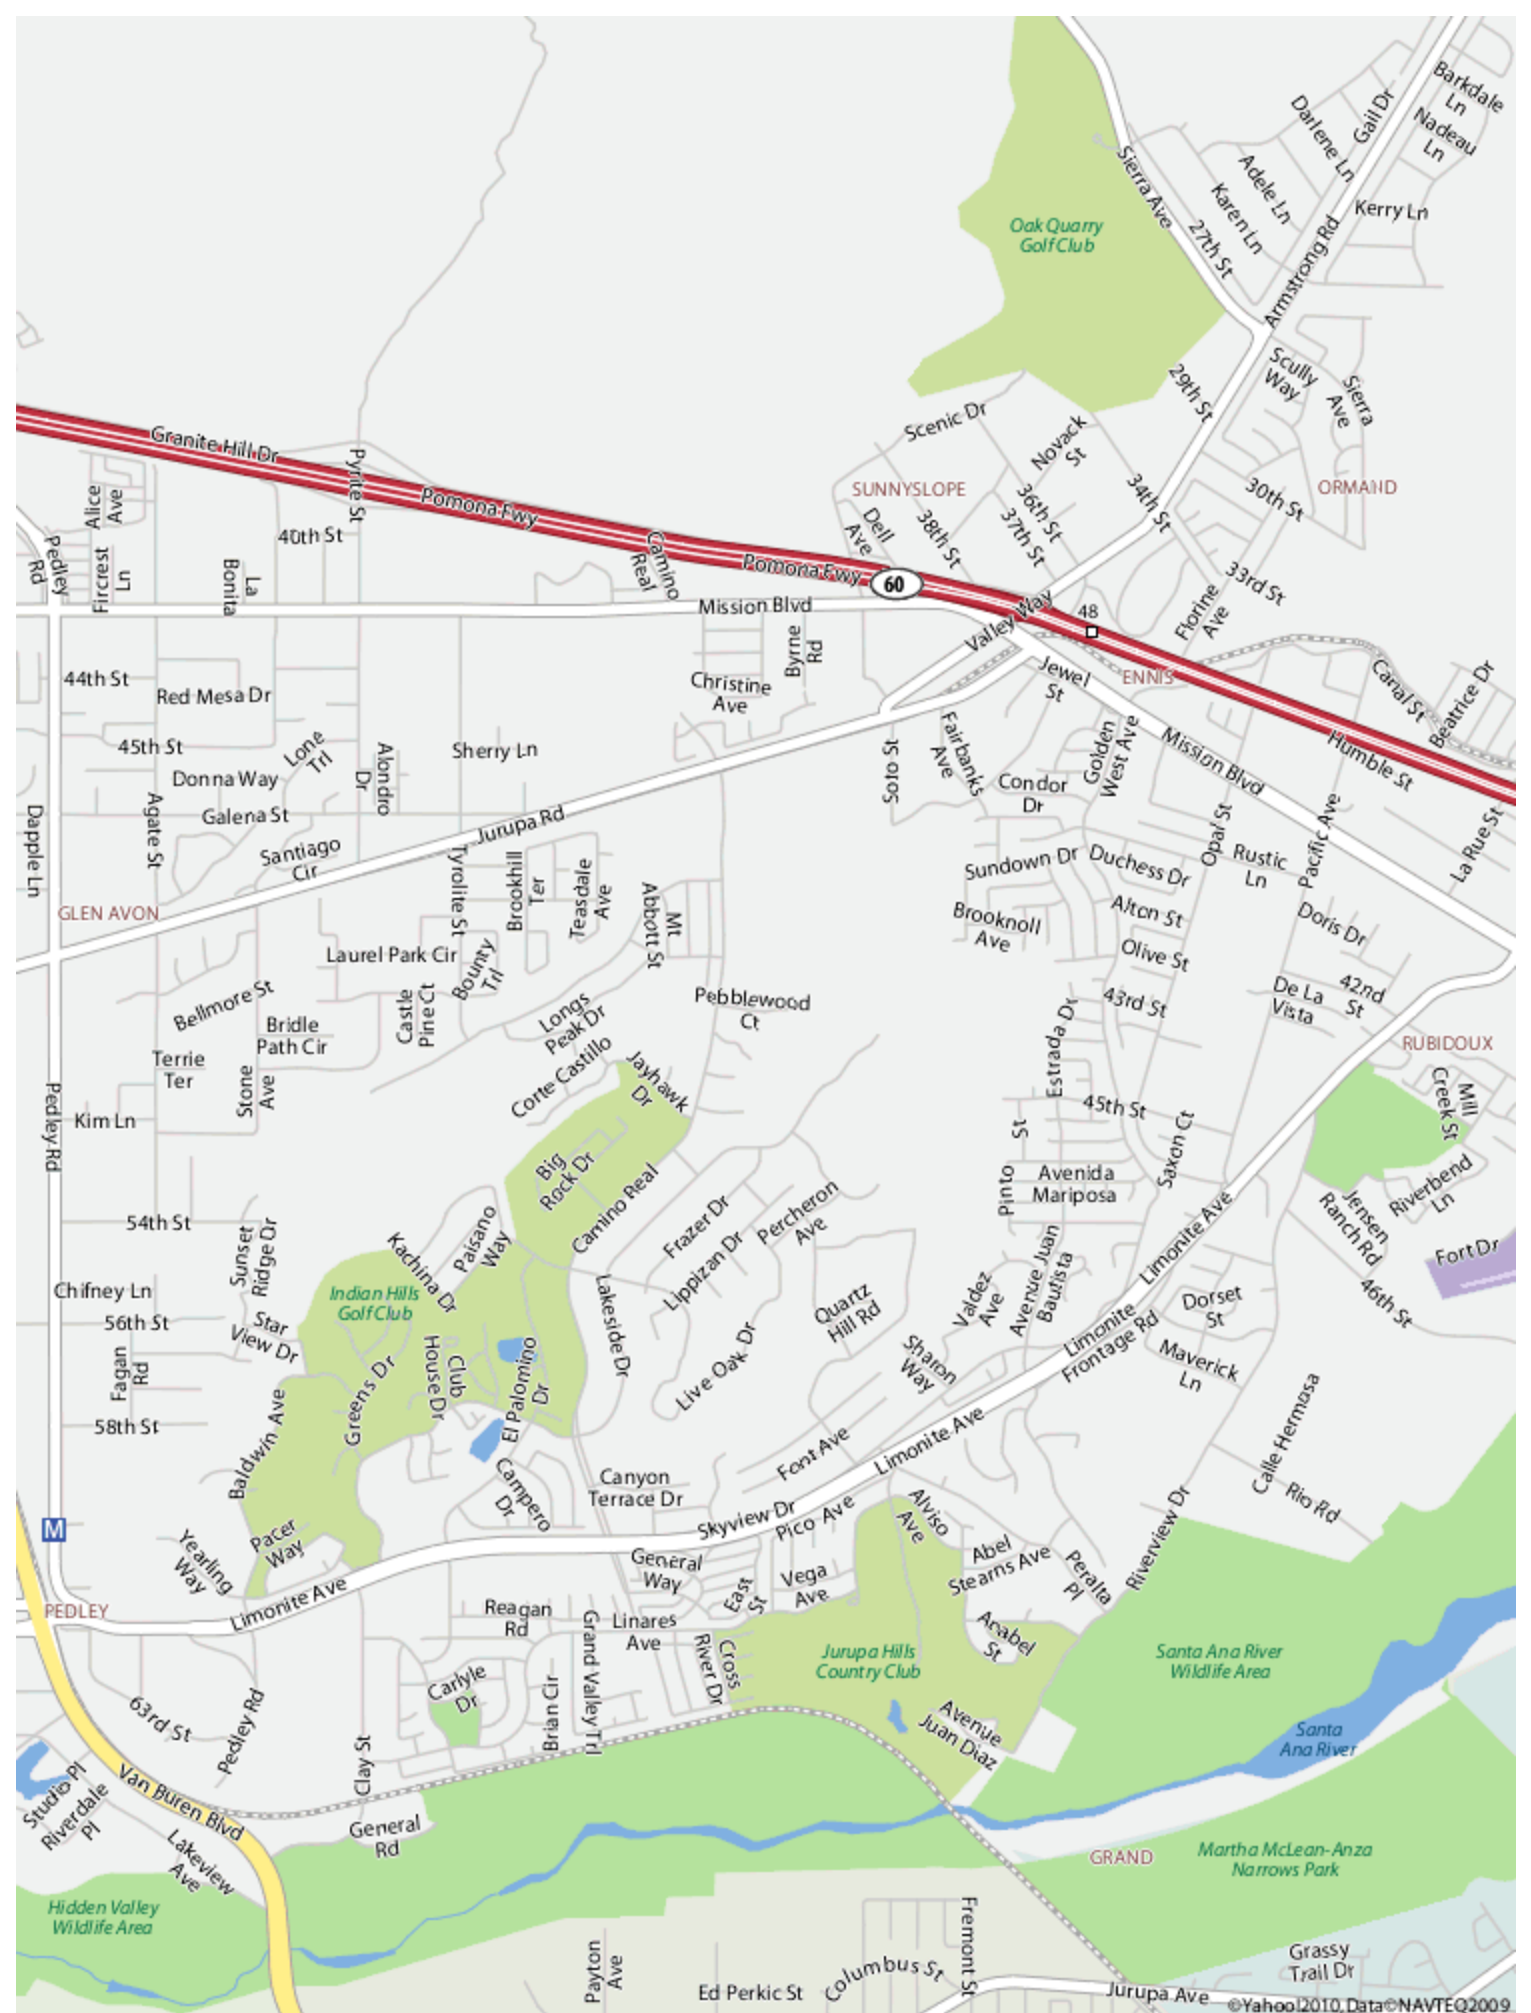 Barkdale
Ln
Gail Dr
Darlene Ln
Nadeau
Ln
Sierra Ave
Adele Ln
Karen Ln
Kerry Ln
Oak Quarry
Golf Club
27th St
Armstrong Rd
Scully
Way
29th St
Sierra
Ave
Scenic Dr
Novack
St
Granite Hill Dr
Pyrite St
Pomona Fwy
SUNNYSLOPE
34th St
30th St
ORMAND
Alice
Ave
36th St
37th St
38th St
Dell
Ave
40th St
Pedley
Rd
Fircrest
Ln
La
Bonita
Camino
Real
Pomona Fwy
60
33rd St
Florine
Ave
Mission Blvd
Valley Way
48
Byrne
Rd
Jewel
St
ENNIS
Canal St
Beatrice Dr
44th St
Red Mesa Dr
Christine
Ave
45th St
Lone
Trl
Sherry Ln
Alondro
Dr
Donna Way
Soto St
Fairbanks
Ave
Golden
West Ave
Mission Blvd
Humble St
Condor
Dr
Dapple Ln
Agate St
Galena St
Jurupa Rd
Opal St
Pacific Ave
La Rue St
Santiago
Cir
Tyrolite St
Brookhill
Ter
Teasdale
Ave
Sundown Dr
Duchess Dr
Rustic
Ln
GLEN AVON
Mt
Abbott St
Brooknoll
Ave
Alton St
Doris Dr
Laurel Park Cir
Bounty
Trl
Olive St
Bellmore St
Castle
Pine Ct
Longs
Peak Dr
Pebblewood
Ct
43rd St
De La
Vista
42nd
St
Bridle
Path Cir
Estrada Dr
RUBIDOUX
Terrie
Ter
Stone
Ave
Corte Castillo
Jayhawk
Dr
Mill
Creek St
Pedley Rd
Kim Ln
45th St
Pinto St
Saxon Ct
Big
Rock Dr
Camino Real
Avenida
Mariposa
Riverbend
Ln
Jensen
Ranch Rd
54th St
Sunset
Ridge Dr
Kachina Dr
Paisano
Way
Frazer Dr
Percheron
Ave
Lippizan Dr
Limonite Ave
Fort Dr
Chifney Ln
Indian Hills
Golf Club
Lakeside Dr
Quartz
Hill Rd
Valdez
Ave
Avenue Juan
Bautista
Dorset
St
46th St
56th St
Star
View Dr
Limonite
Frontage Rd
Fagan
Rd
Club
House Dr
El Palomino
Dr
Live Oak Dr
Sharon
Way
Maverick
Ln
Greens Dr
58th St
Baldwin Ave
Calle Hermosa
Font Ave
Limonite Ave
Campero
Dr
Canyon
Terrace Dr
Rio Rd
M
Skyview Dr
Pico Ave
Alviso
Ave
Riverview Dr
Yearling
Way
Pacer
Way
General
Way
Vega
Ave
Abel
Stearns Ave
Peralta
Pl
PEDLEY
Limonite Ave
East
St
Reagan
Rd
Grand Valley Trl
Linares
Ave
Anabel
St
Cross
River Dr
Jurupa Hills
Country Club
Santa Ana River
Wildlife Area
63rd St
Pedley Rd
Carlyle
Dr
Brian Cir
Avenue
Juan Diaz
Santa
Ana River
Clay St
Van Buren Blvd
Studio Pl
Riverdale
Pl
General
Rd
Lakeview
Ave
GRAND
Martha McLean-Anza
Narrows Park
Hidden Valley
Wildlife Area
Fremont St
Payton
Ave
Columbus St
Ed Perkic St
Grassy
Trail Dr
Jurupa Ave
©Yahoo!2010, Data©NAVTEQ2009